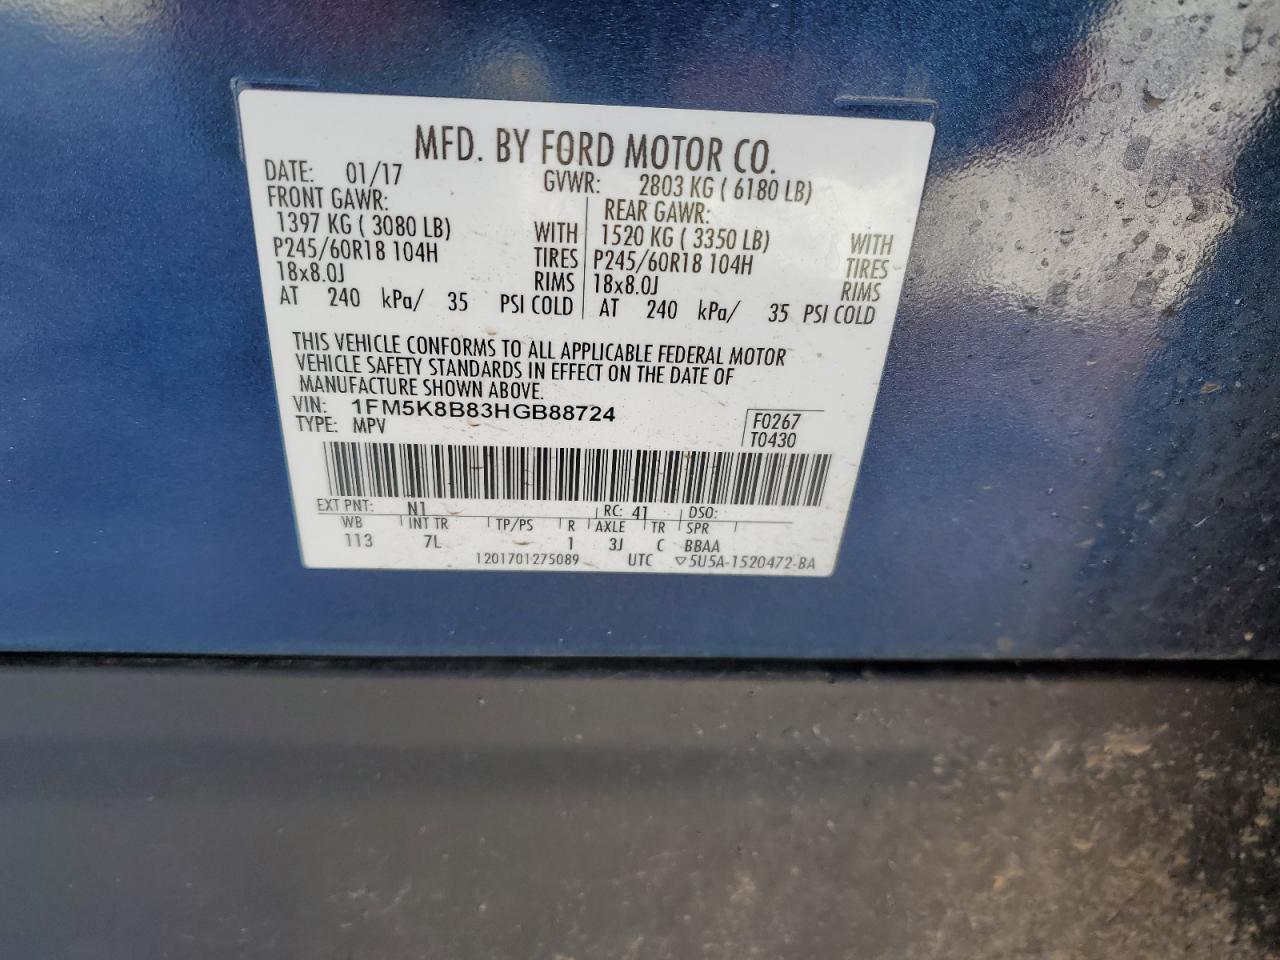 MFD. BY FORD MOTOR CO.
DATE: 01/17 GVWR: 2803 KG ( 6180 LB)
FRONT GAWR: REAR GAWR:
1397 KG ( 3080 LB) WITH 1520 KG ( 3350 LB) WITH
P245/60R18 104H TIRES P245/60R18 104H TIRES
18x8.0J RIMS 18x8.0J RIMS
AT 240 kPa/ 35 PSI COLD AT 240 kPa/ 35 PSI COLD
THIS VEHICLE CONFORMS TO ALL APPLICABLE FEDERAL MOTOR
VEHICLE SAFETY STANDARDS IN EFFECT ON THE DATE OF
MANUFACTURE SHOWN ABOVE.
VIN: 1FM5K8B83HGB88724 F0267
TYPE: MPV T0430
EXT PNT: N1 RC: 41 DSO:
WB INT TR TP/PS R AXLE TR SPR
113 7L 1 3J C BBAA
1201701275089 UTC ▽5U5A-1520472-BA